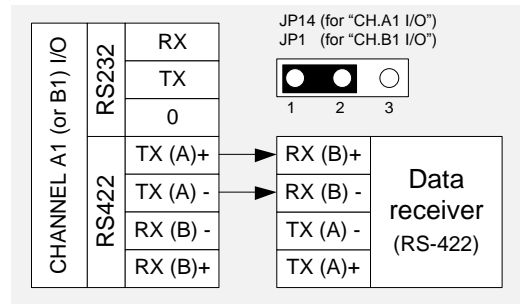 CHANNEL A1 (or B1) I/O
RS232
RX
TX
0
RS422
TX (A)+
TX (A) -
RX (B) -
RX (B)+
JP14 (for “CH.A1 I/O”)
JP1 (for “CH.B1 I/O”)
1 2 3
RX (B)+
RX (B) -
TX (A) -
TX (A)+
Data
receiver
(RS-422)